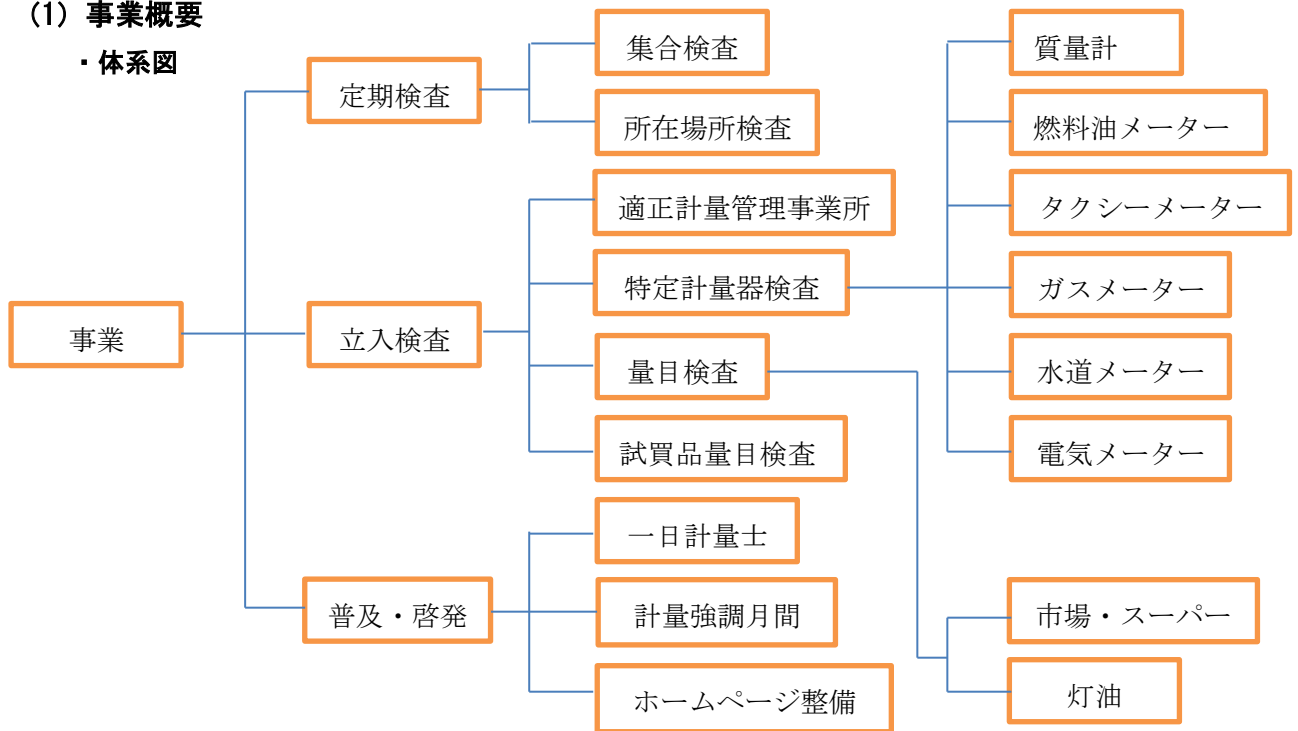 (1) 事業概要
・体系図
事業
定期検査
集合検査
所在場所検査
立入検査
適正計量管理事業所
特定計量器検査
質量計
燃料油メーター
タクシーメーター
ガスメーター
水道メーター
電気メーター
量目検査
市場・スーパー
灯油
試買品量目検査
普及・啓発
一日計量士
計量強調月間
ホームページ整備